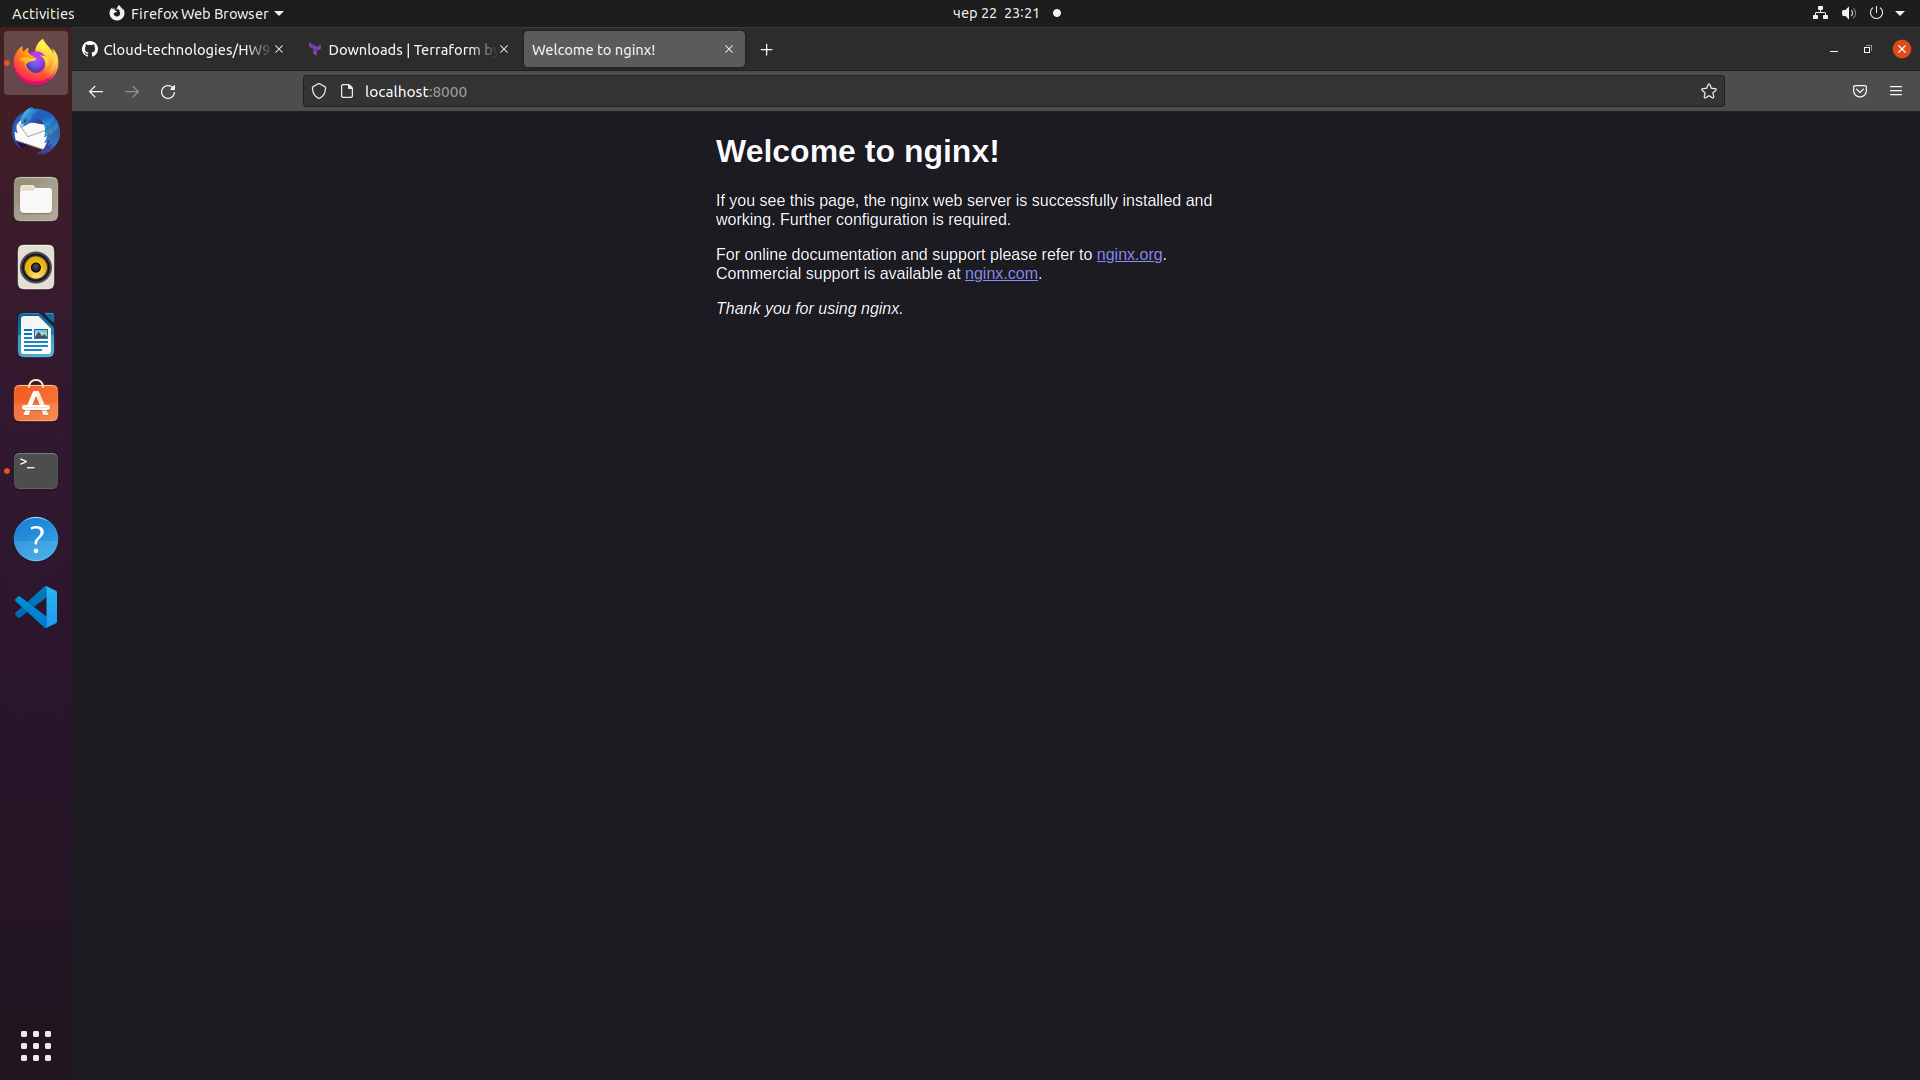 Activities
Firefox Web Browser
чер 22 23:21
Cloud-technologies/HW9
Downloads | Terraform by
Welcome to nginx!
localhost:8000
Welcome to nginx!
If you see this page, the nginx web server is successfully installed and
working. Further configuration is required.
For online documentation and support please refer to nginx.org.
Commercial support is available at nginx.com.
Thank you for using nginx.